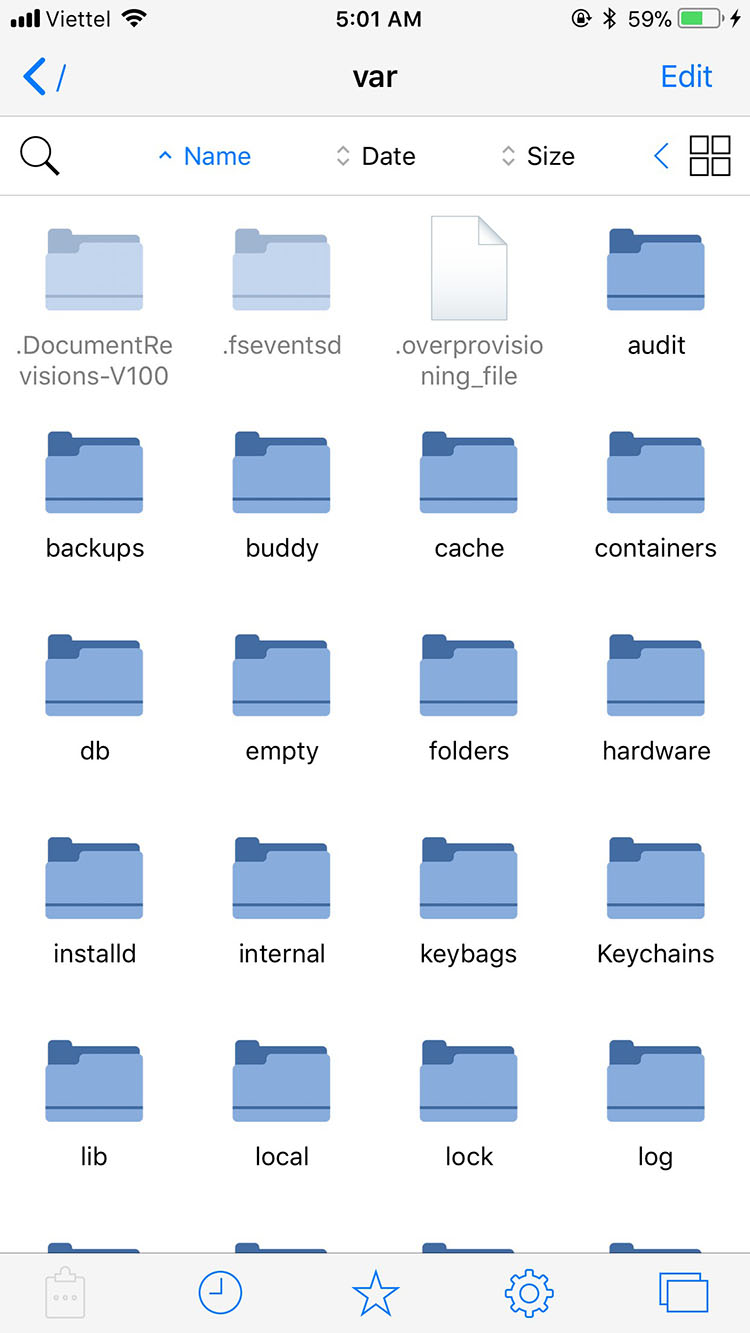 Viettel 5:01 AM 59%
/ var Edit
Name Date Size
.DocumentRe
visions-V100
.fseventsd
.overprovisio
ning_file
audit
backups buddy cache containers
db empty folders hardware
installd internal keybags Keychains
lib local lock log